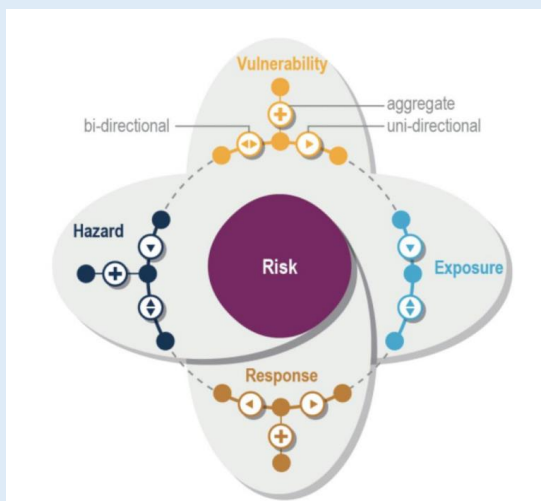 Vulnerability
aggregate
bi-directional
uni-directional
Hazard
Risk
Exposure
Response